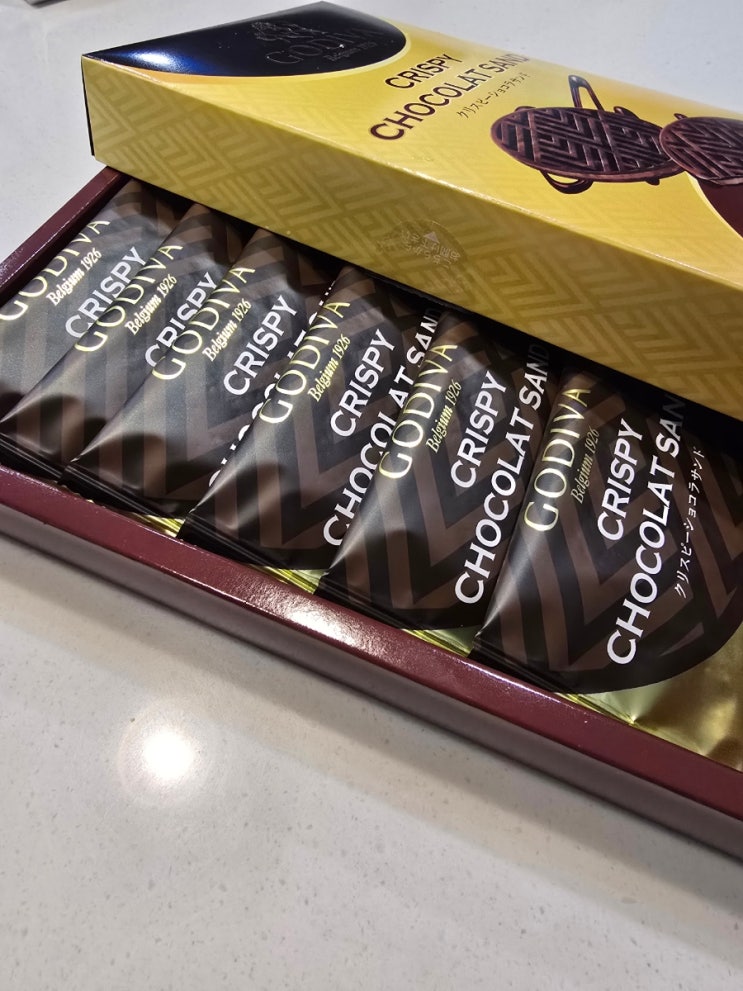 GODIVA
Belgium 1926
CRISPY
CHOCOLAT SAND
クリスピーショコラサンド
GODIVA
Belgium 1926
CRISPY
GODIVA
Belgium 1926
CRISPY
GODIVA
Belgium 1926
CRISPY
GODIVA
Belgium 1926
CRISPY
CHOCOLAT SAND
GODIVA
Belgium 1926
CRISPY
CHOCOLAT SAND
GODIVA
Belgium 1926
CRISPY
CHOCOLAT SAN
クリスピーショコラサンド